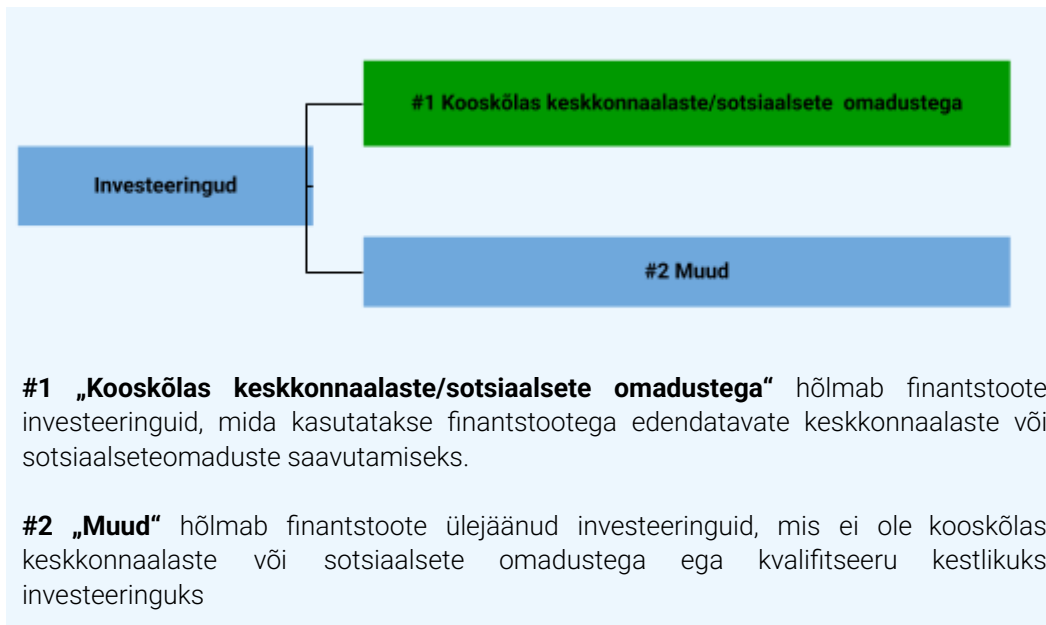 #1 Kooskõlas keskkonnaalaste/sotsiaalsete omadustega
Investeeringud
#2 Muud
#1 „Kooskõlas keskkonnaalaste/sotsiaalsete omadustega“ hõlmab finantstoote
investeeringuid, mida kasutatakse finantstootega edendatavate keskkonnaalaste või
sotsiaalseteomaduste saavutamiseks.
#2 „Muud“ hõlmab finantstoote ülejäänud investeeringuid, mis ei ole kooskõlas
keskkonnaalaste või sotsiaalsete omadustega ega kvalifitseeru kestlikuks
investeeringuks